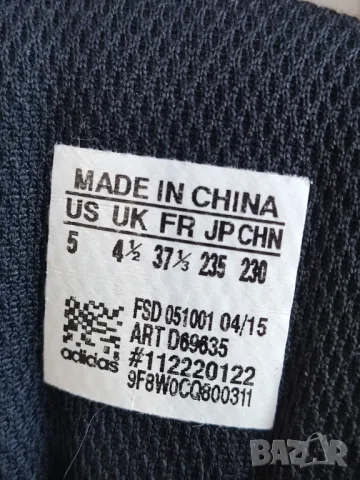 MADE IN CHINA
US UK FR JP CHN
5 4½ 37⅓ 235 230
FSD 051001 04/15
ART D69635
#112220122
9F8W0CQ800311
adidas
BAZAR